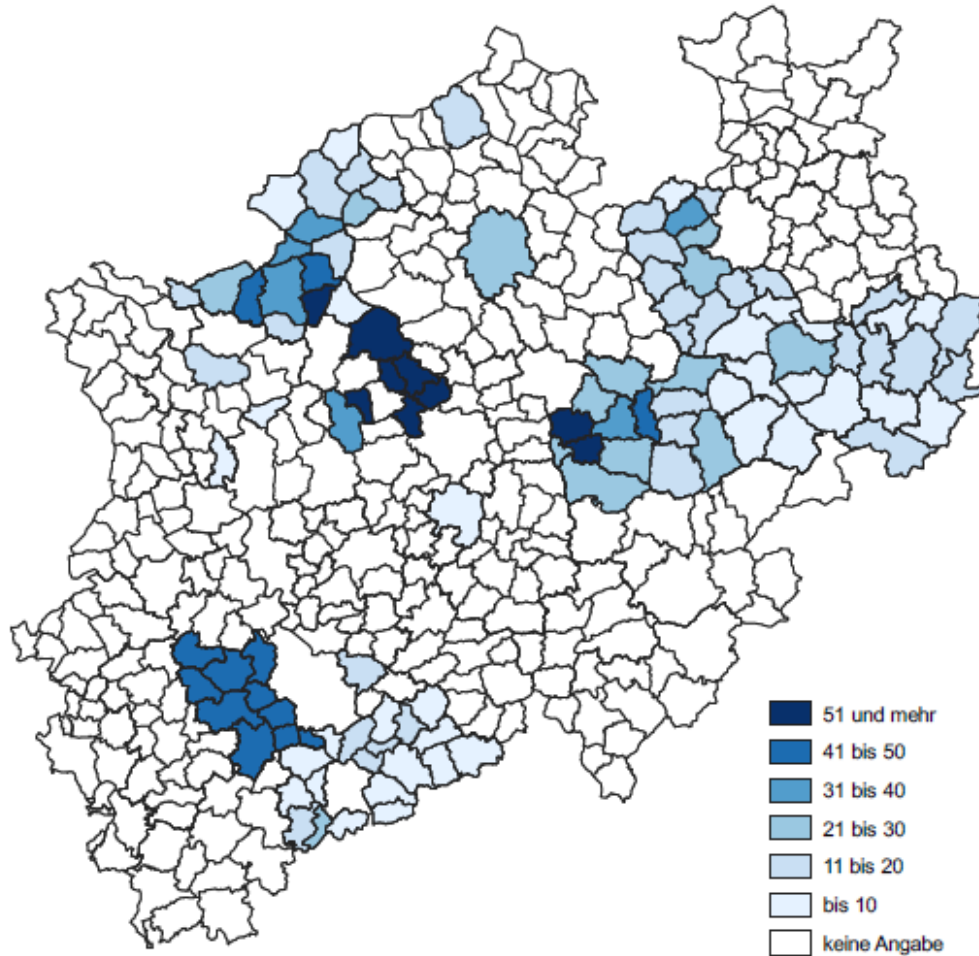 51 und mehr
41 bis 50
31 bis 40
21 bis 30
11 bis 20
bis 10
keine Angabe